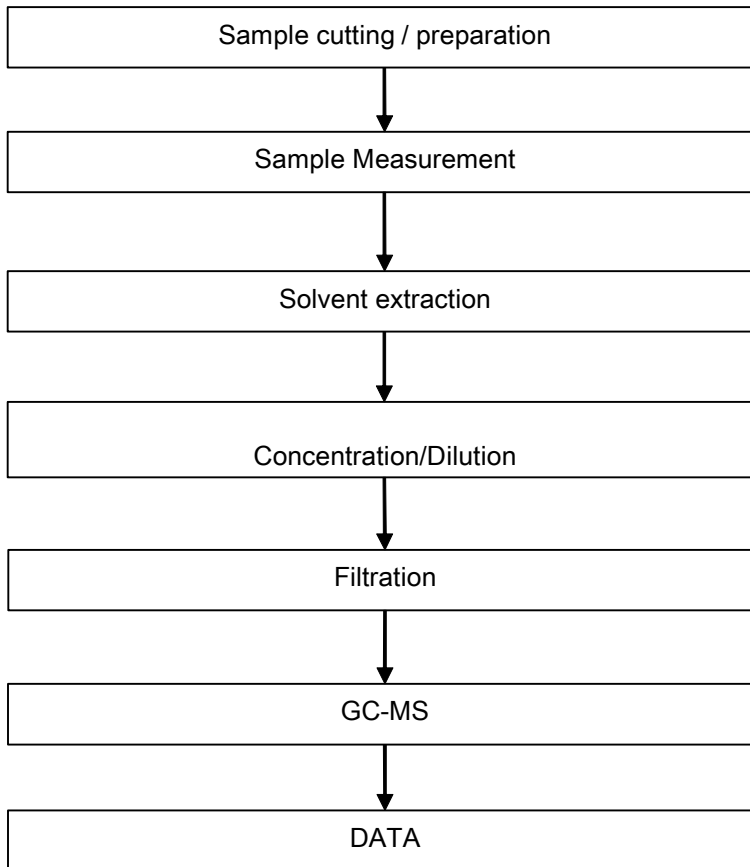 Sample cutting / preparation
Sample Measurement
Solvent extraction
Concentration/Dilution
Filtration
GC-MS
DATA